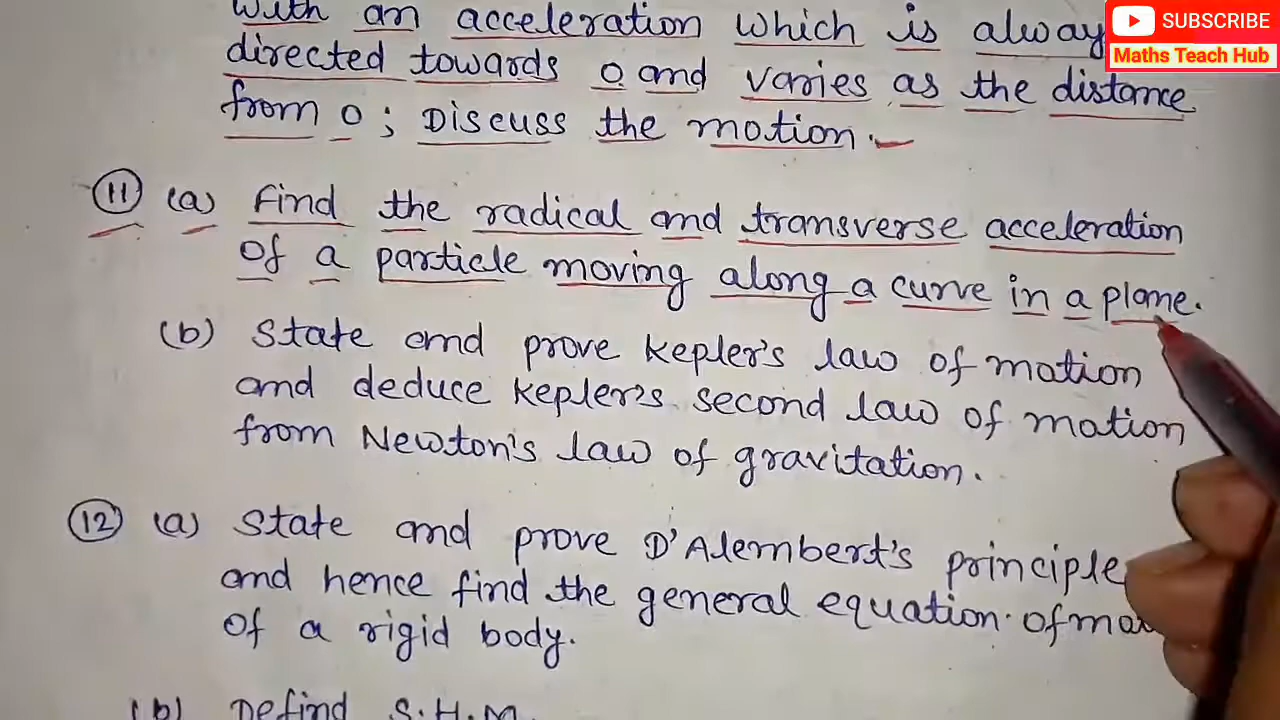 with an acceleration which is alway
directed towards O and varies as the distance
from O ; Discuss the motion.
11 (a) Find the radical and transverse acceleration
of a particle moving along a curve in a plane.
(b) State and prove Kepler's law of motion
and deduce Kepler's second law of motion
from Newton's law of gravitation.
12 (a) State and prove D'Alembert's principle
and hence find the general equation of
of a rigid body.
(b) Defind S.H.M.
SUBSCRIBE
Maths Teach Hub